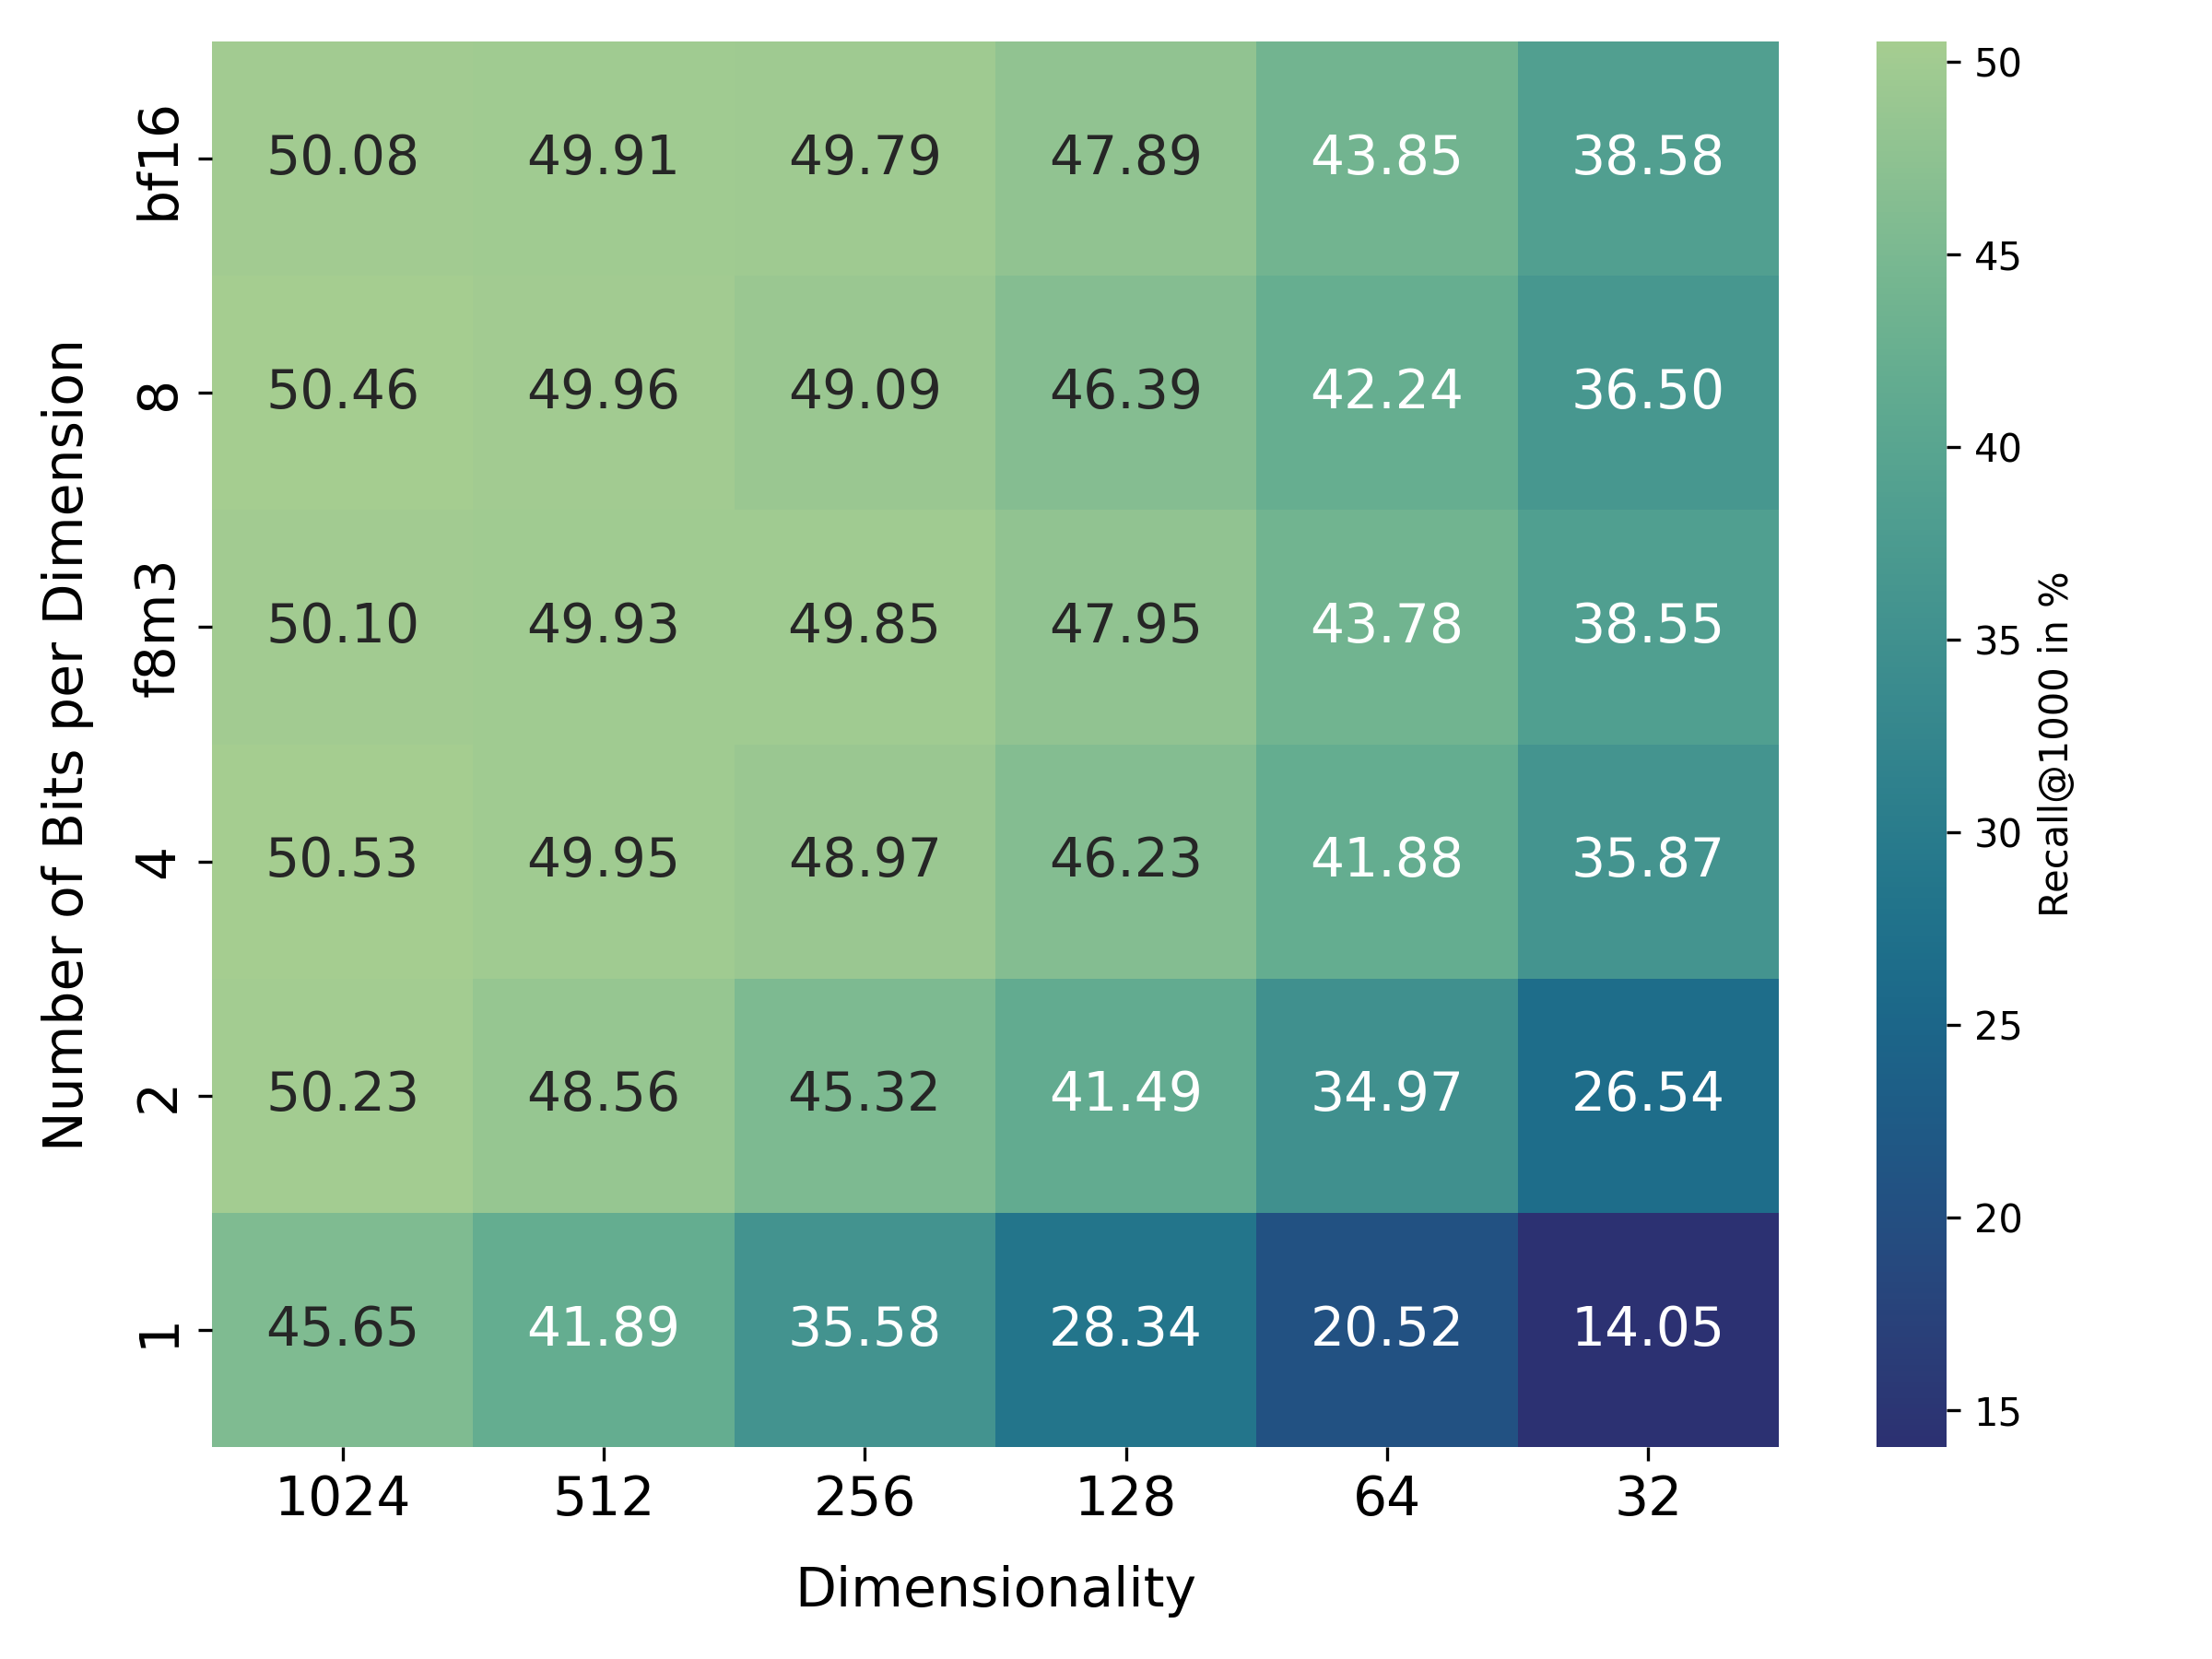 Number of Bits per Dimension
bf16 50.08 49.91 49.79 47.89 43.85 38.58
8 50.46 49.96 49.09 46.39 42.24 36.50
f8m3 50.10 49.93 49.85 47.95 43.78 38.55
4 50.53 49.95 48.97 46.23 41.88 35.87
2 50.23 48.56 45.32 41.49 34.97 26.54
1 45.65 41.89 35.58 28.34 20.52 14.05
1024 512 256 128 64 32
Dimensionality
50
45
40
35
30
25
20
15
Recall@1000 in %